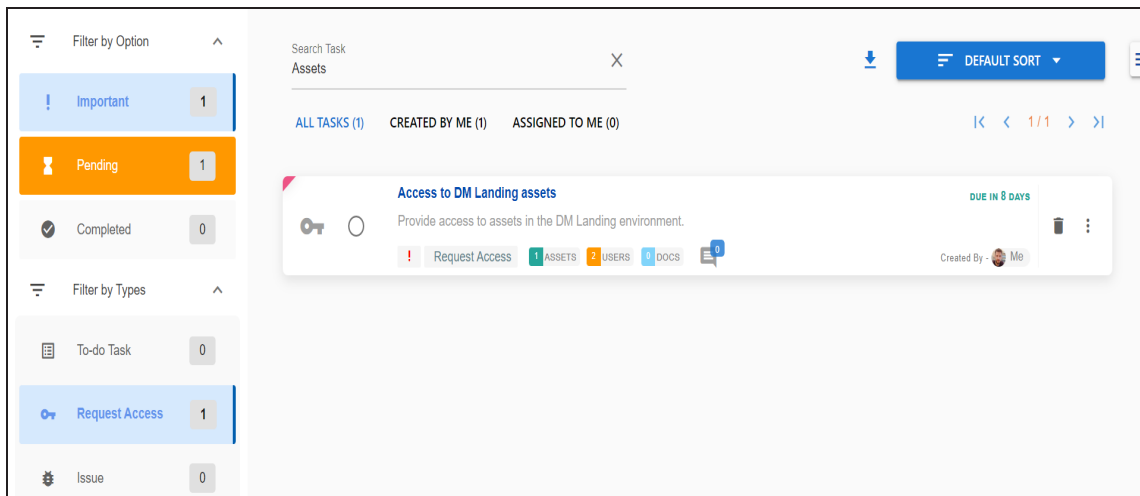 Filter by Option
Important 1
Pending 1
Completed 0
Filter by Types
To-do Task 0
Request Access 1
Issue 0
Search Task
Assets
DEFAULT SORT
ALL TASKS (1) CREATED BY ME (1) ASSIGNED TO ME (0)
1 / 1
Access to DM Landing assets
DUE IN 8 DAYS
Provide access to assets in the DM Landing environment.
! Request Access 1 ASSETS 2 USERS 0 DOCS 0
Created By - Me